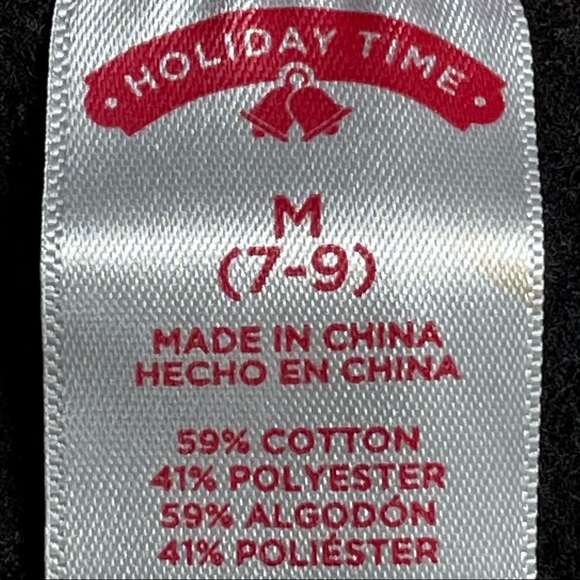 HOLIDAY TIME
M
(7-9)
MADE IN CHINA
HECHO EN CHINA
59% COTTON
41% POLYESTER
59% ALGODÓN
41% POLIÉSTER